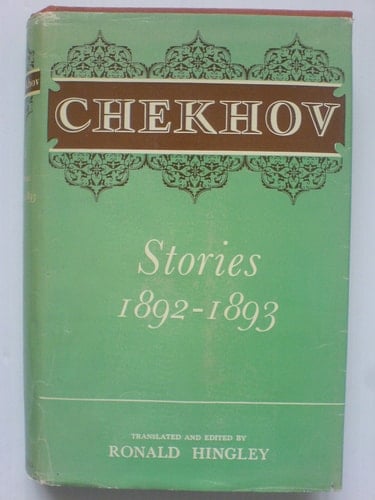 CHEKHOV
Stories
1892-1893
TRANSLATED AND EDITED BY
RONALD HINGLEY